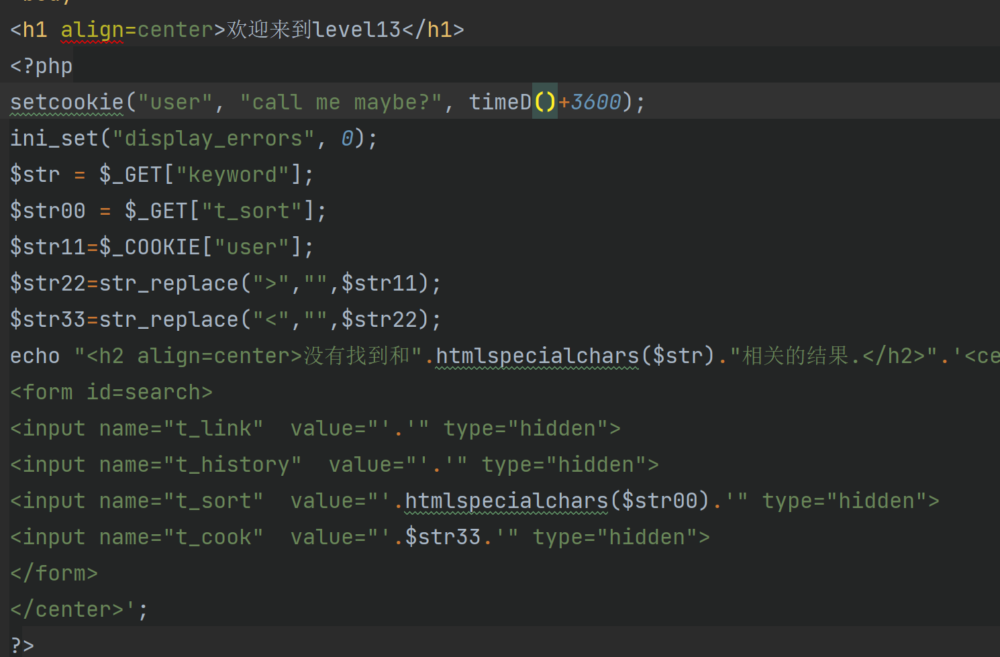 <h1 align=center>欢迎来到level13</h1>
<?php
setcookie("user", "call me maybe?", timeD()+3600);
ini_set("display_errors", 0);
$str = $_GET["keyword"];
$str00 = $_GET["t_sort"];
$str11=$_COOKIE["user"];
$str22=str_replace(">","",$str11);
$str33=str_replace("<","",$str22);
echo "<h2 align=center>没有找到和".htmlspecialchars($str)."相关的结果.</h2>".'<ce
<form id=search>
<input name="t_link"  value="'.'" type="hidden">
<input name="t_history"  value="'.'" type="hidden">
<input name="t_sort"  value="'.htmlspecialchars($str00).'" type="hidden">
<input name="t_cook"  value="'.$str33.'" type="hidden">
</form>
</center>';
?>